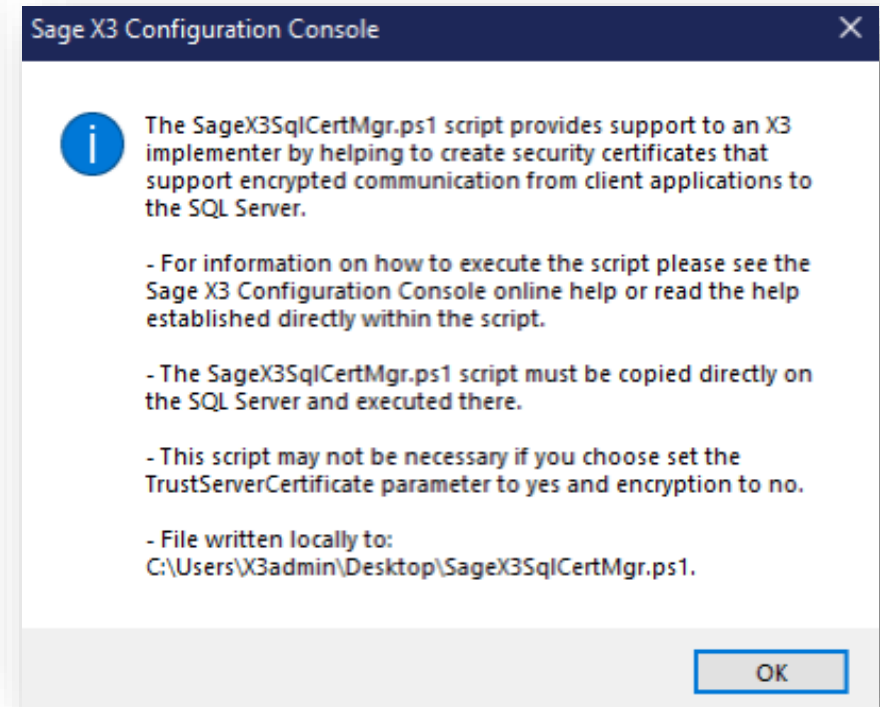 Sage X3 Configuration Console
The SageX3SqlCertMgr.ps1 script provides support to an X3
implementer by helping to create security certificates that
support encrypted communication from client applications to
the SQL Server.
- For information on how to execute the script please see the
Sage X3 Configuration Console online help or read the help
established directly within the script.
- The SageX3SqlCertMgr.ps1 script must be copied directly on
the SQL Server and executed there.
- This script may not be necessary if you choose set the
TrustServerCertificate parameter to yes and encryption to no.
- File written locally to:
C:\Users\X3admin\Desktop\SageX3SqlCertMgr.ps1.
OK